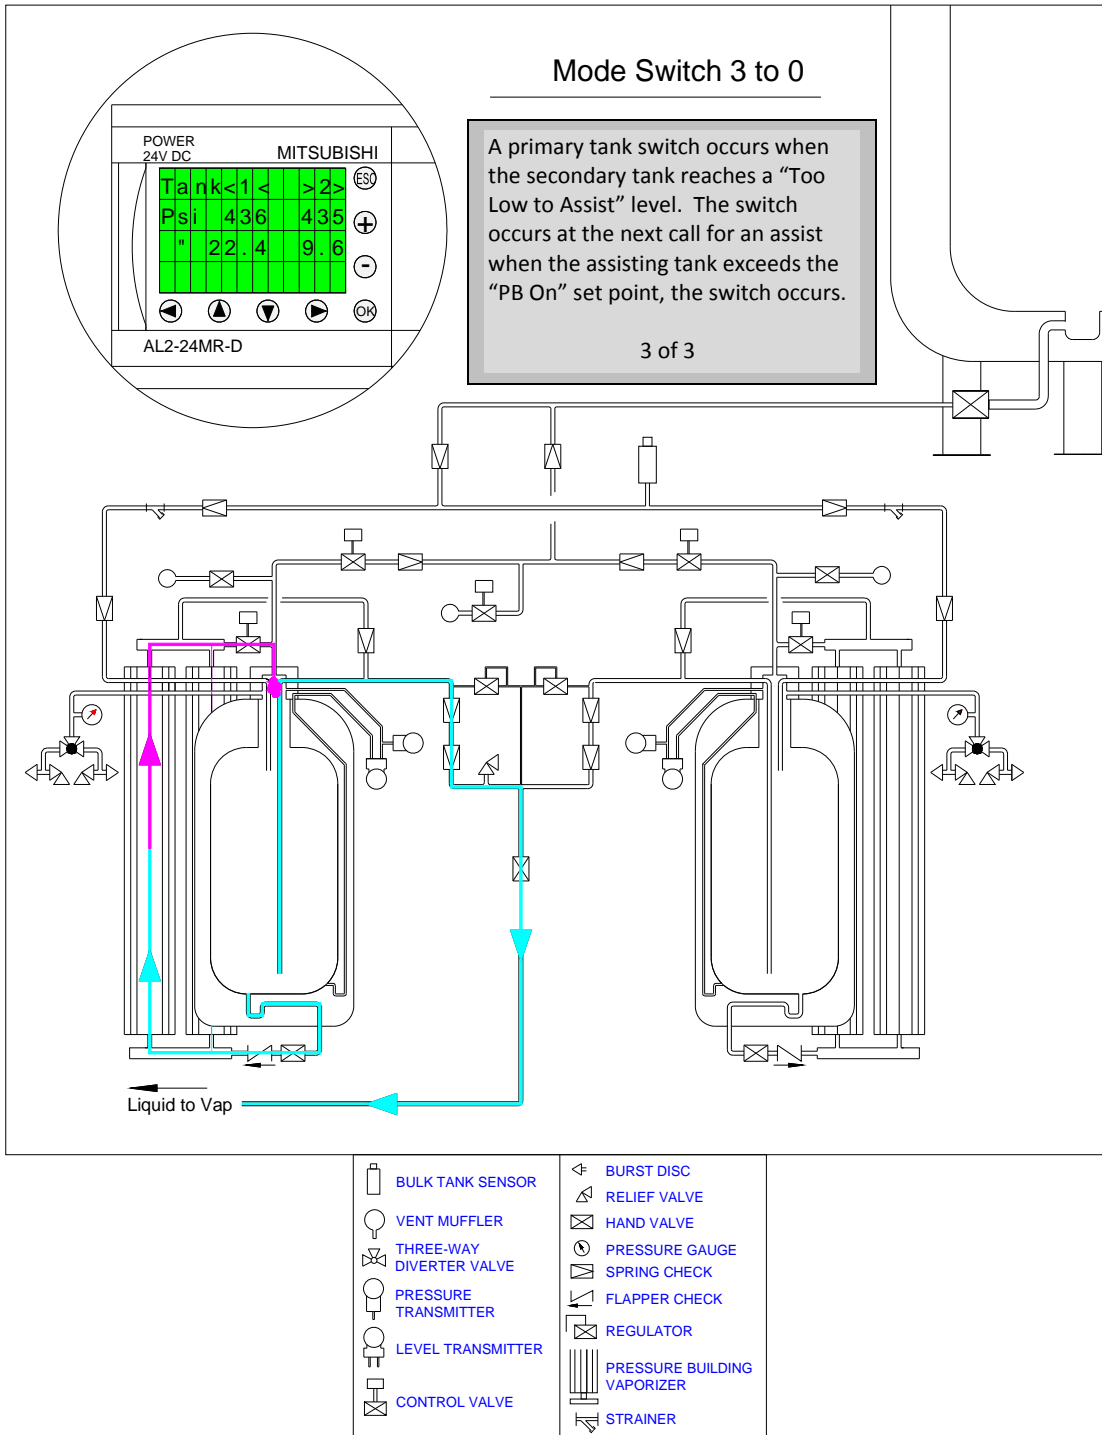 Mode Switch 3 to 0
POWER
24V DC
MITSUBISHI
ESC
Tank<1< >2>
Psi 436 435
" 22.4 9.6
+
-
OK
AL2-24MR-D
A primary tank switch occurs when
the secondary tank reaches a “Too
Low to Assist” level. The switch
occurs at the next call for an assist
when the assisting tank exceeds the
“PB On” set point, the switch occurs.
3 of 3
Liquid to Vap
BULK TANK SENSOR
VENT MUFFLER
THREE-WAY
DIVERTER VALVE
PRESSURE
TRANSMITTER
LEVEL TRANSMITTER
CONTROL VALVE
BURST DISC
RELIEF VALVE
HAND VALVE
PRESSURE GAUGE
SPRING CHECK
FLAPPER CHECK
REGULATOR
PRESSURE BUILDING
VAPORIZER
STRAINER